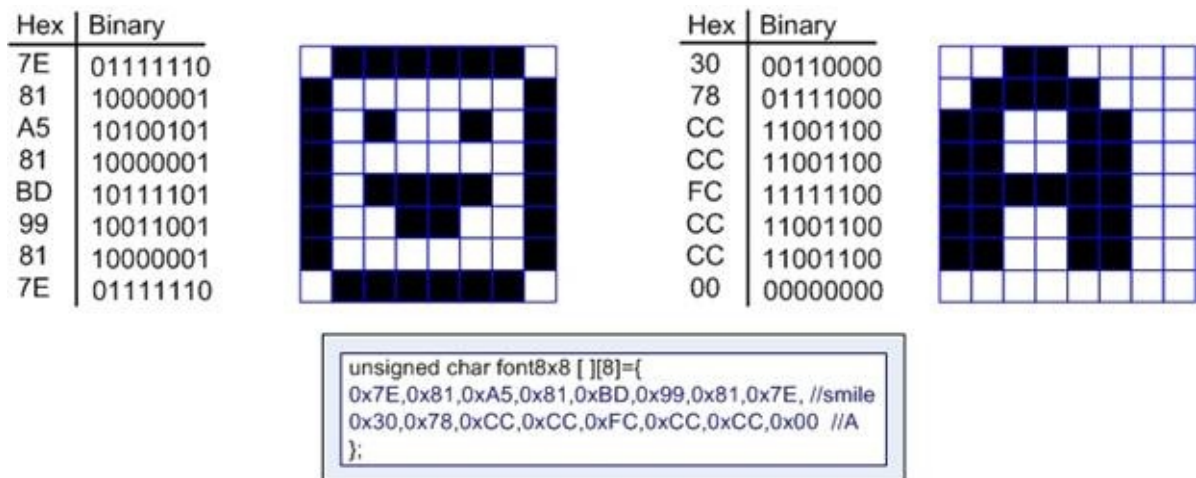 Hex Binary
7E 01111110
81 10000001
A5 10100101
81 10000001
BD 10111101
99 10011001
81 10000001
7E 01111110
Hex Binary
30 00110000
78 01111000
CC 11001100
CC 11001100
FC 11111100
CC 11001100
CC 11001100
00 00000000
unsigned char font8x8 [ ][8]={
0x7E,0x81,0xA5,0x81,0xBD,0x99,0x81,0x7E, //smile
0x30,0x78,0xCC,0xCC,0xFC,0xCC,0xCC,0x00 //A
};